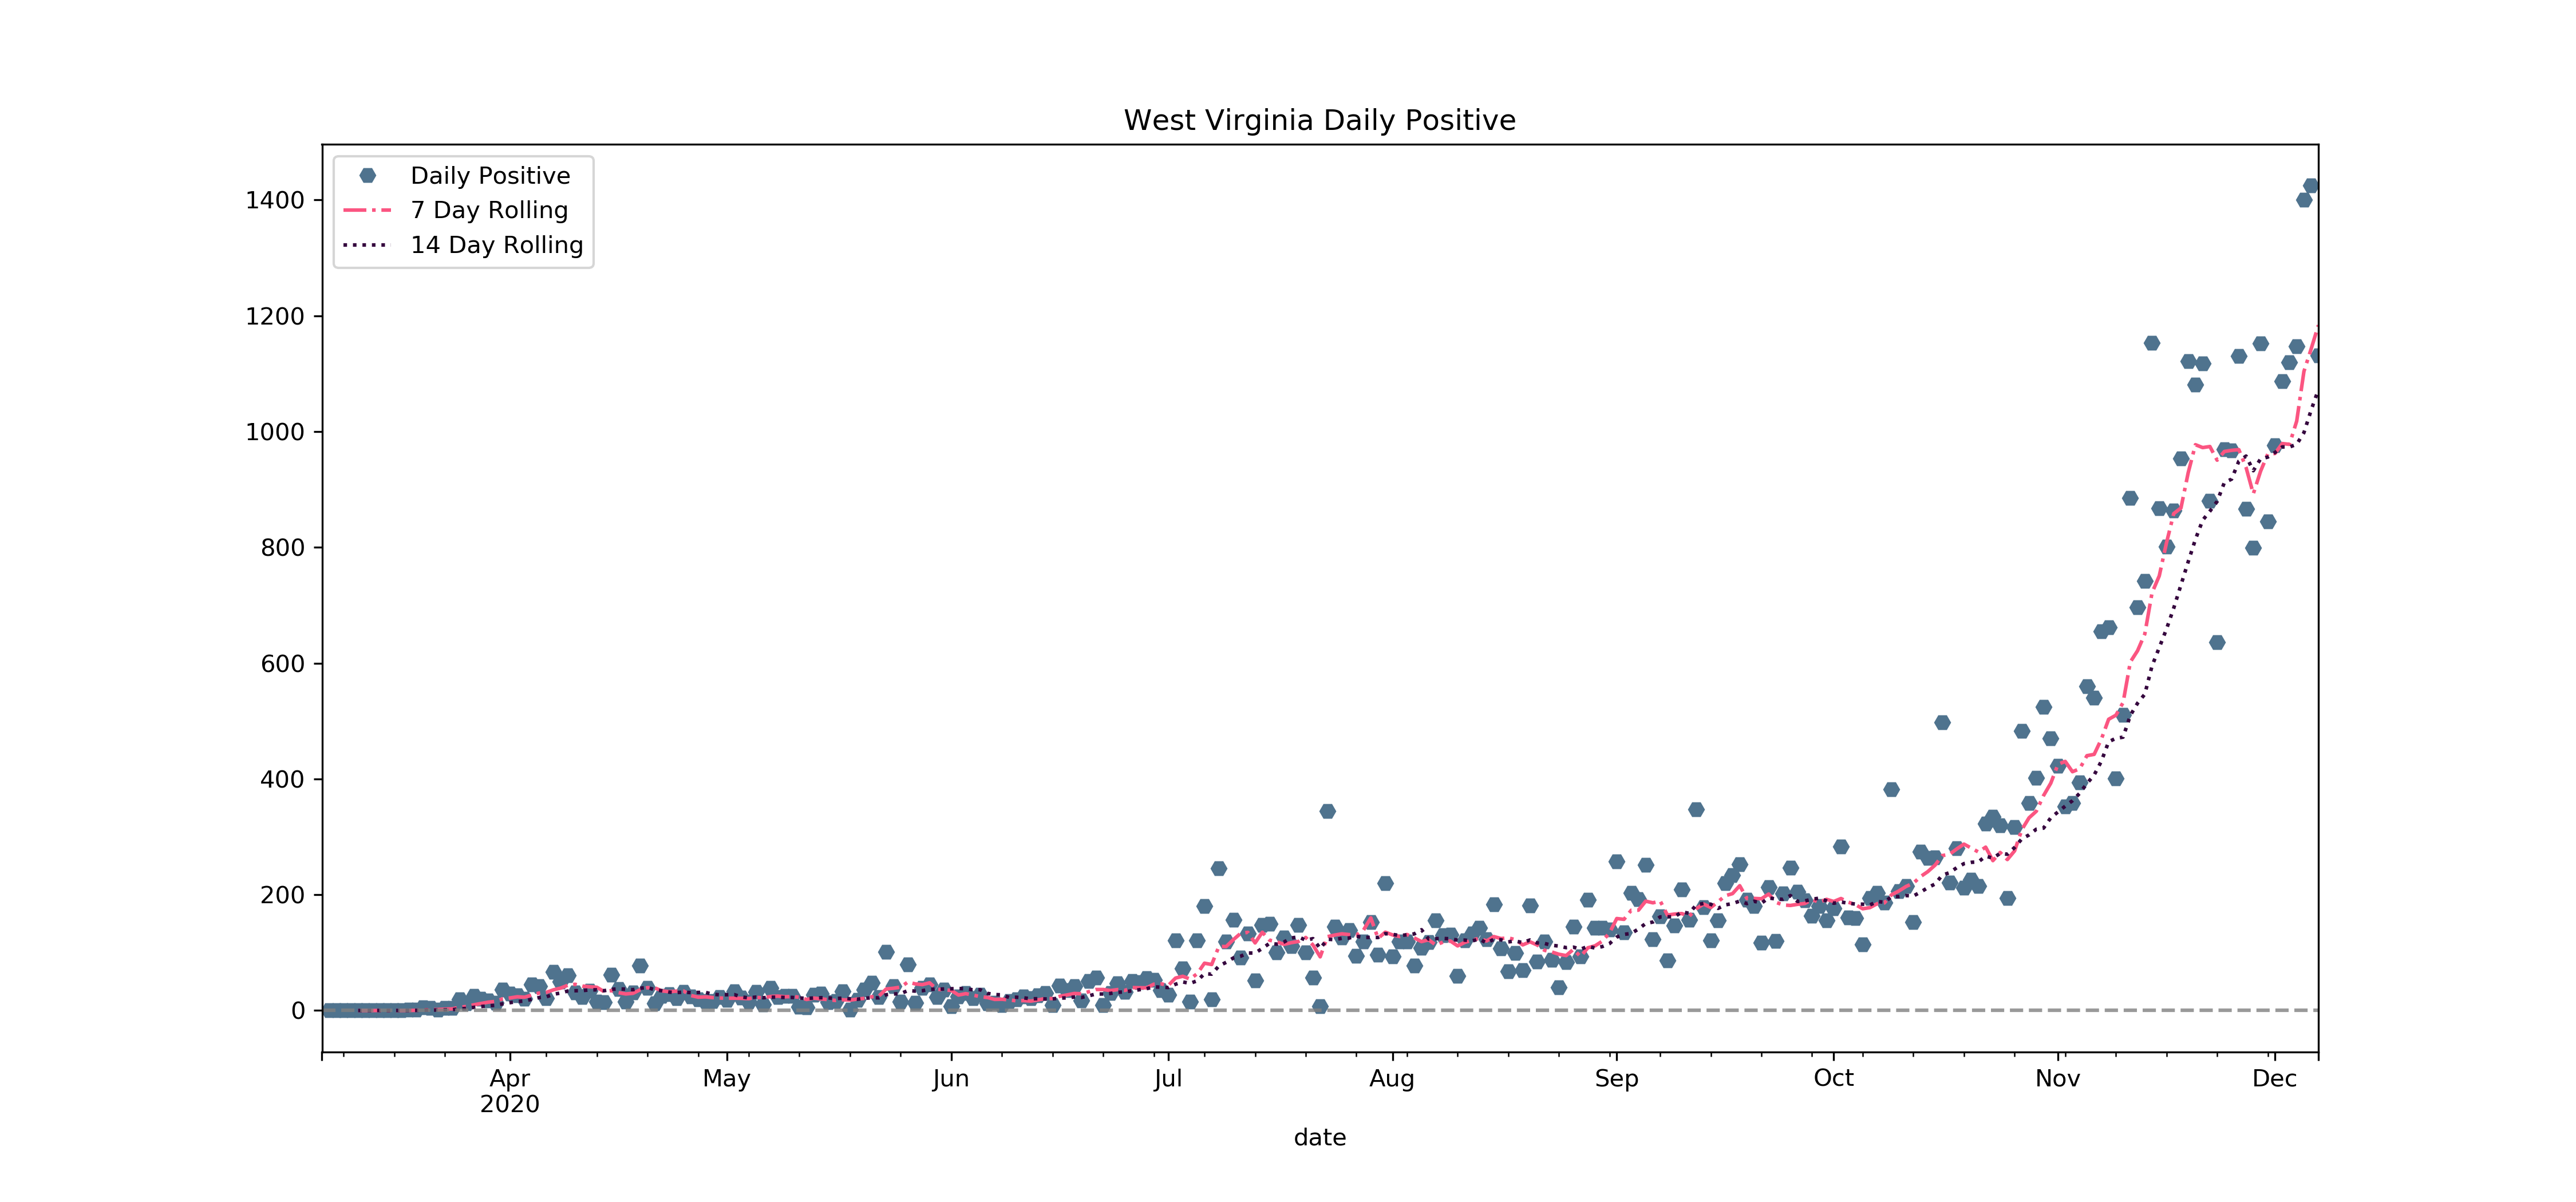 West Virginia Daily Positive
Daily Positive
7 Day Rolling
14 Day Rolling
1400
1200
1000
800
600
400
200
0
Apr May Jun Jul Aug Sep Oct Nov Dec
2020
date